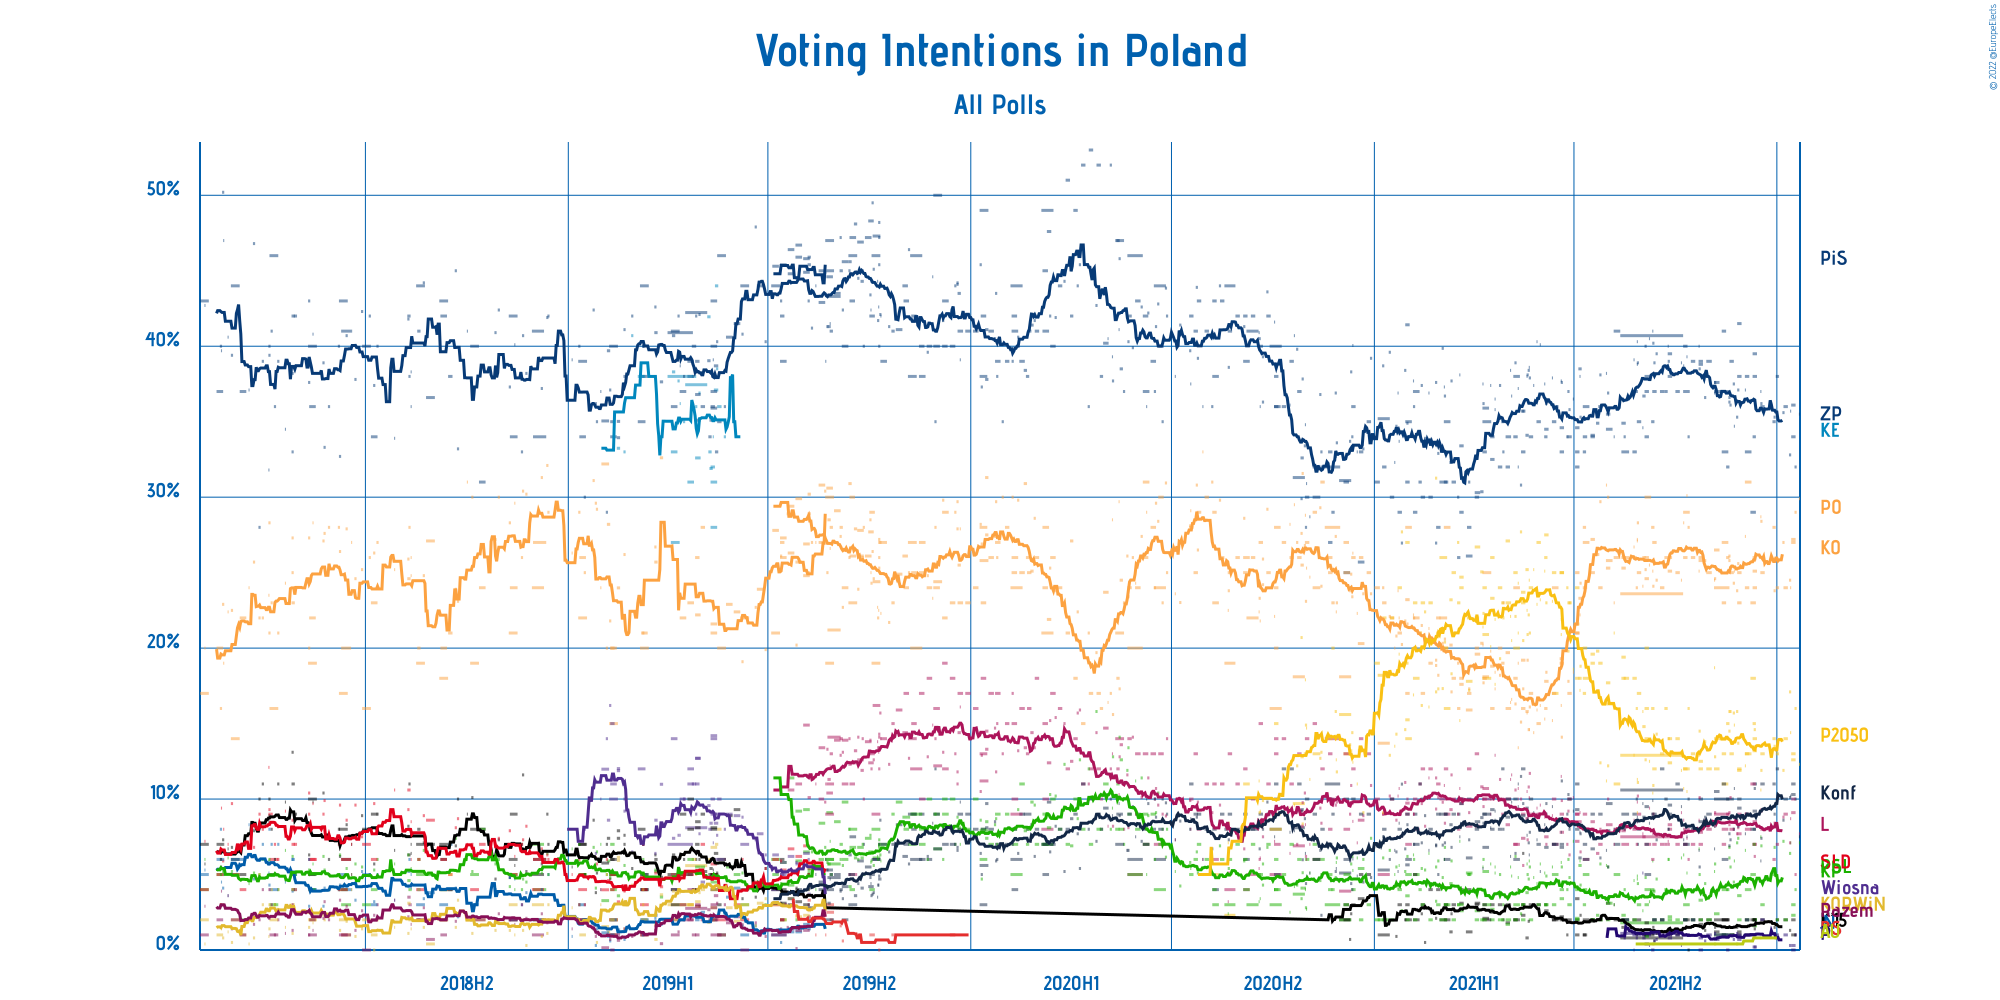 © 2022 @EuropeElects
Voting Intentions in Poland
All Polls
50%
40%
30%
20%
10%
0%
PiS
ZP
KE
PO
KO
P2050
Konf
L
SLD
KP
Wiosna
KORWiN
Razem
2018H2
2019H1
2019H2
2020H1
2020H2
2021H1
2021H2